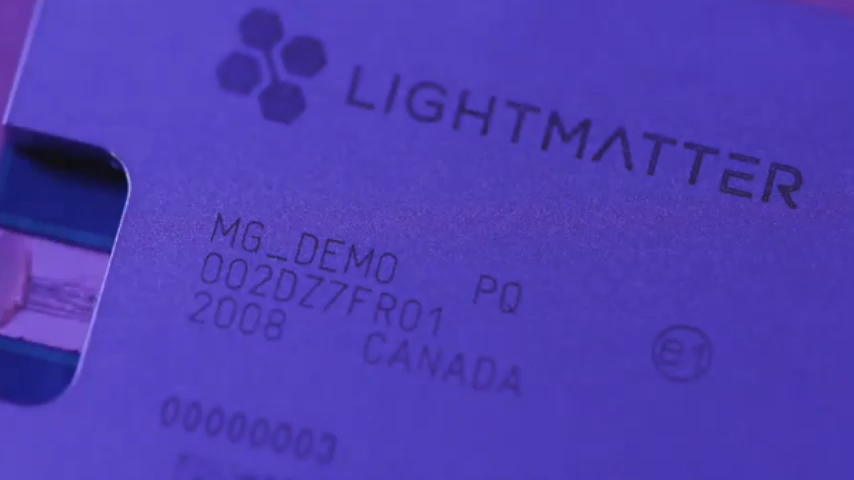 LIGHTMATTER
MG_DEMO PQ
002DZ7FR01
2008 CANADA
e1
00000003